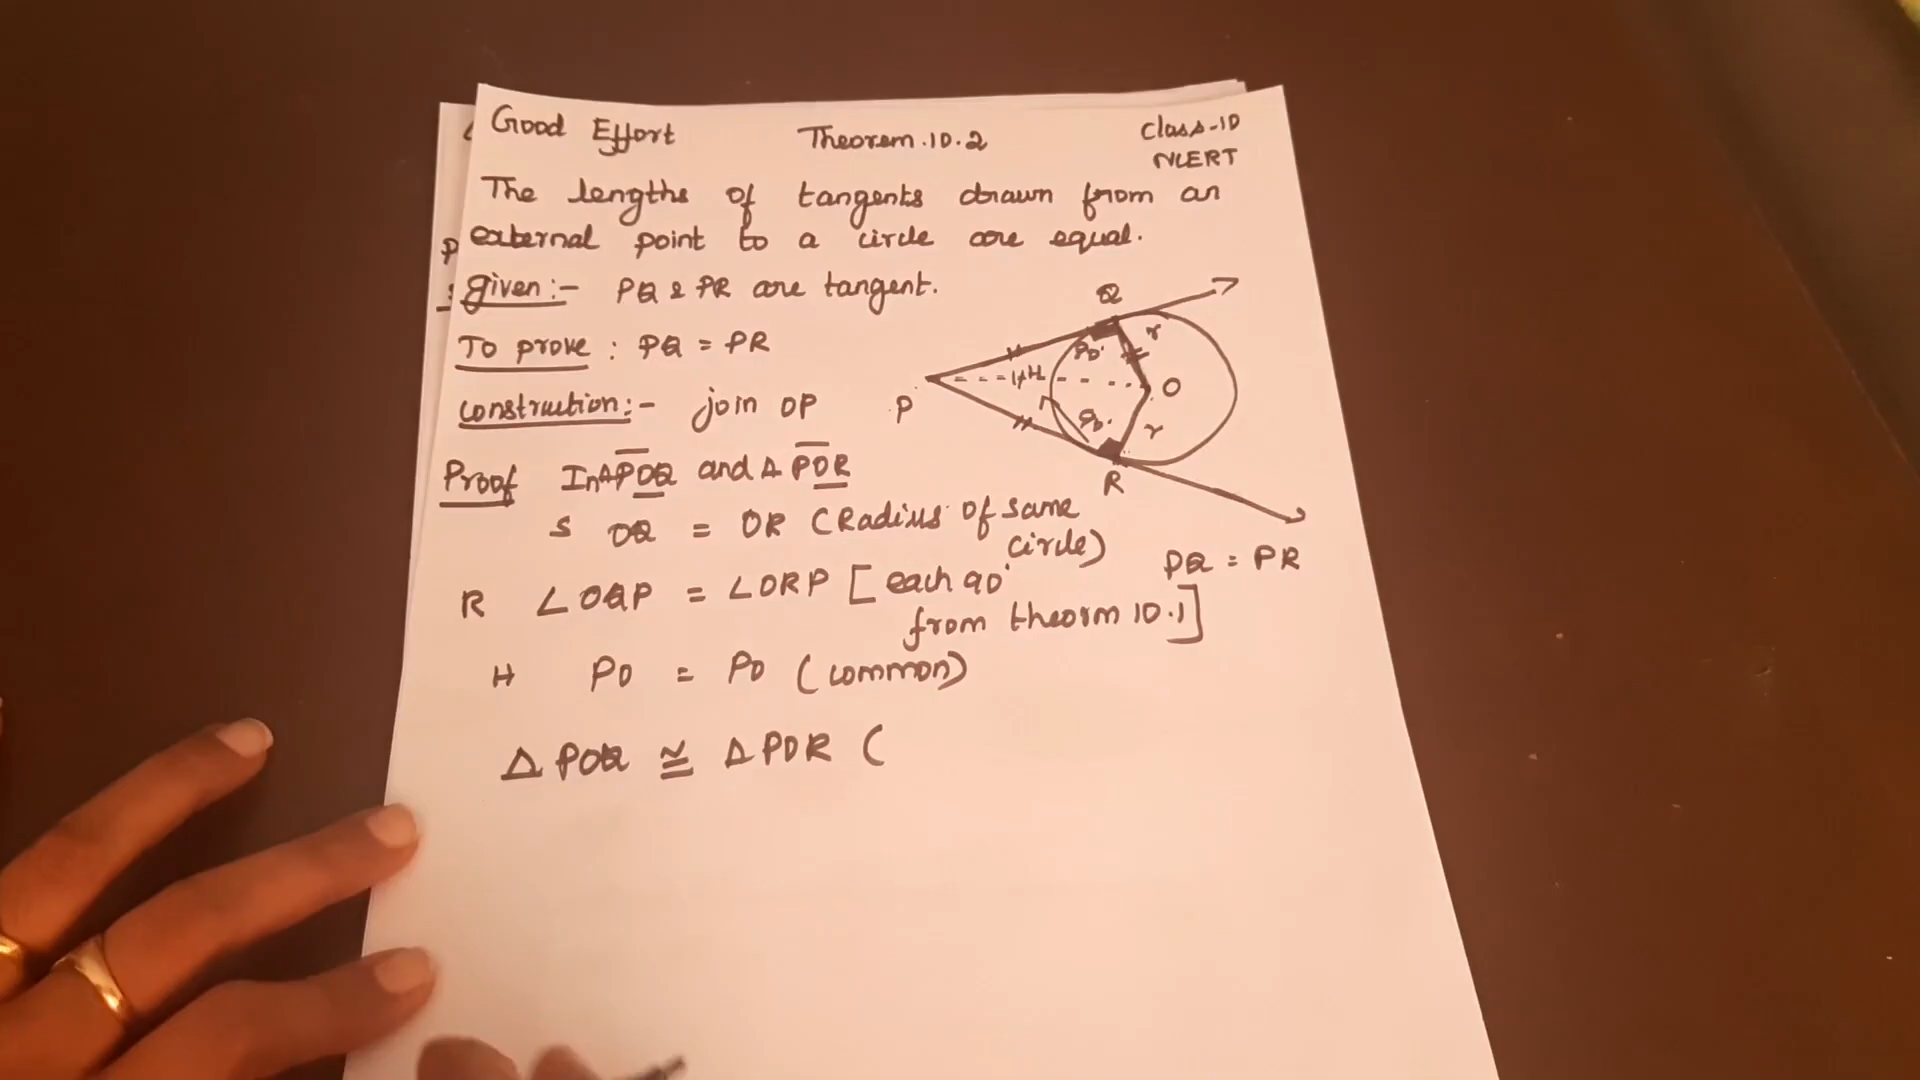 Good Effort Theorem.10.2 Class-10
NCERT
The lengths of tangents drawn from an
external point to a circle are equal.
given:- PQ & PR are tangent.
To prove : PQ = PR
construction:- join OP
Q
r
90°
H
O
P
90°
r
R
Proof In ΔPOQ and Δ POR
S OQ = OR (Radius of same
circle)
PQ = PR
R ∠OQP = ∠ORP [each 90°
from theorm 10.1]
H PO = PO (common)
Δ POQ ≅ Δ POR (